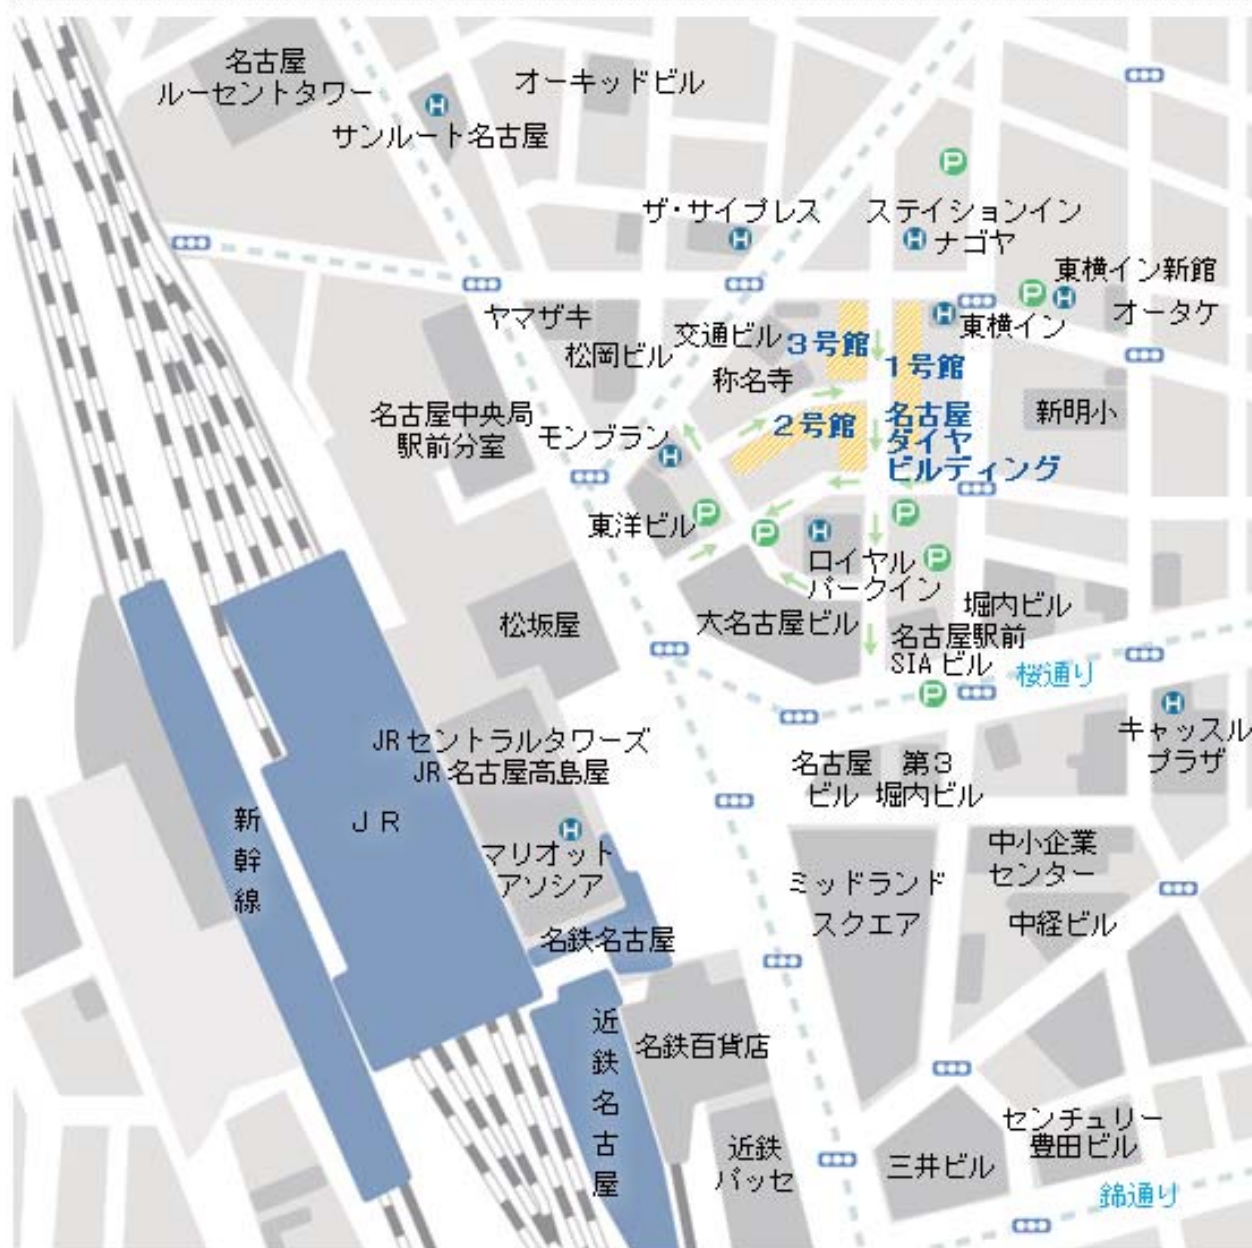 名古屋
ルーセントタワー
オーキッドビル
H
サンルート名古屋
P
ザ・サイプレス
H
ステイションイン
H ナゴヤ
東横イン新館
P H
オータケ
H 東横イン
ヤマザキ
松岡ビル
交通ビル
3号館
称名寺
1号館
名古屋中央局
駅前分室
モンブラン
H
2号館
名古屋
ダイヤ
ビルディング
新明小
東洋ビル
P
P
H
P
ロイヤル
パークイン
P
松坂屋
大名古屋ビル
堀内ビル
名古屋駅前
SIAビル
P
桜通り
H
キャッスル
プラザ
JRセントラルタワーズ
JR名古屋高島屋
名古屋
ビル
第3
堀内ビル
新幹線
JR
H
マリオット
アソシア
ミッドランド
スクエア
中小企業
センター
中経ビル
名鉄名古屋
近鉄名古屋
名鉄百貨店
近鉄
パッセ
三井ビル
センチュリー
豊田ビル
錦通り